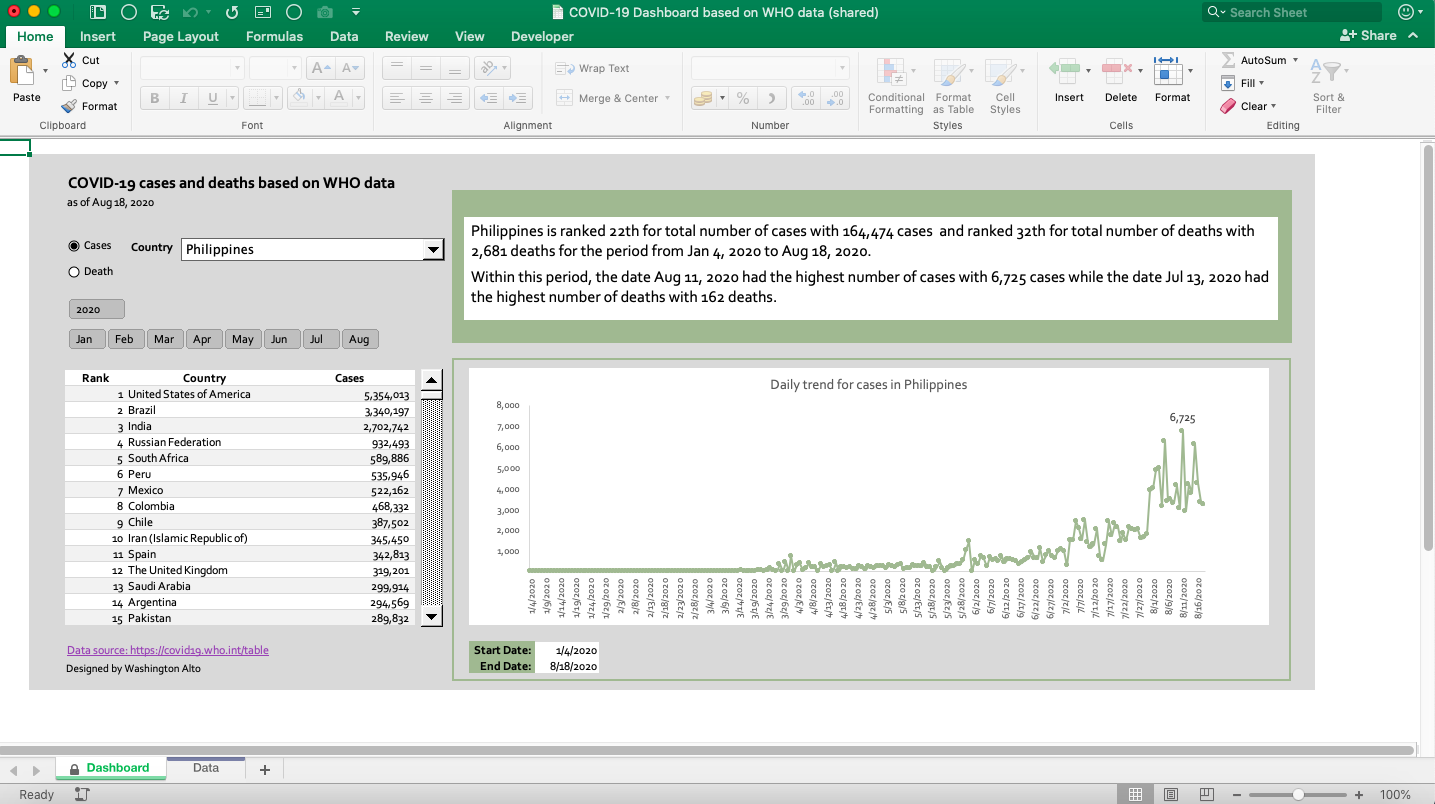 COVID-19 Dashboard based on WHO data (shared)
Search Sheet
Home Insert Page Layout Formulas Data Review View Developer
Share
Paste
Cut
Copy
Format
Clipboard
B I U
A A
A
Font
Wrap Text
Merge & Center
Alignment
%
Number
Conditional Formatting
Format as Table
Cell Styles
Styles
Insert
Delete
Format
Cells
AutoSum
Fill
Clear
Sort & Filter
Editing
COVID-19 cases and deaths based on WHO data
as of Aug 18, 2020
Cases
Death
Country Philippines
2020
Jan Feb Mar Apr May Jun Jul Aug
Rank Country Cases
1 United States of America 5,354,013
2 Brazil 3,340,197
3 India 2,702,742
4 Russian Federation 932,493
5 South Africa 589,886
6 Peru 535,946
7 Mexico 522,162
8 Colombia 468,332
9 Chile 387,502
10 Iran (Islamic Republic of) 345,450
11 Spain 342,813
12 The United Kingdom 319,201
13 Saudi Arabia 299,914
14 Argentina 294,569
15 Pakistan 289,832
Data source: https://covid19.who.int/table
Designed by Washington Alto
Philippines is ranked 22th for total number of cases with 164,474 cases and ranked 32th for total number of deaths with
2,681 deaths for the period from Jan 4, 2020 to Aug 18, 2020.
Within this period, the date Aug 11, 2020 had the highest number of cases with 6,725 cases while the date Jul 13, 2020 had
the highest number of deaths with 162 deaths.
Daily trend for cases in Philippines
8,000
7,000
6,000
5,000
4,000
3,000
2,000
1,000
6,725
1/4/2020
1/9/2020
1/14/2020
1/19/2020
1/24/2020
1/29/2020
2/3/2020
2/8/2020
2/13/2020
2/18/2020
2/23/2020
2/28/2020
3/4/2020
3/9/2020
3/14/2020
3/19/2020
3/24/2020
3/29/2020
4/3/2020
4/8/2020
4/13/2020
4/18/2020
4/23/2020
4/28/2020
5/3/2020
5/8/2020
5/13/2020
5/18/2020
5/23/2020
5/28/2020
6/2/2020
6/7/2020
6/12/2020
6/17/2020
6/22/2020
6/27/2020
7/2/2020
7/7/2020
7/12/2020
7/17/2020
7/22/2020
7/27/2020
8/1/2020
8/6/2020
8/11/2020
8/16/2020
Start Date: 1/4/2020
End Date: 8/18/2020
Dashboard Data
Ready
100%